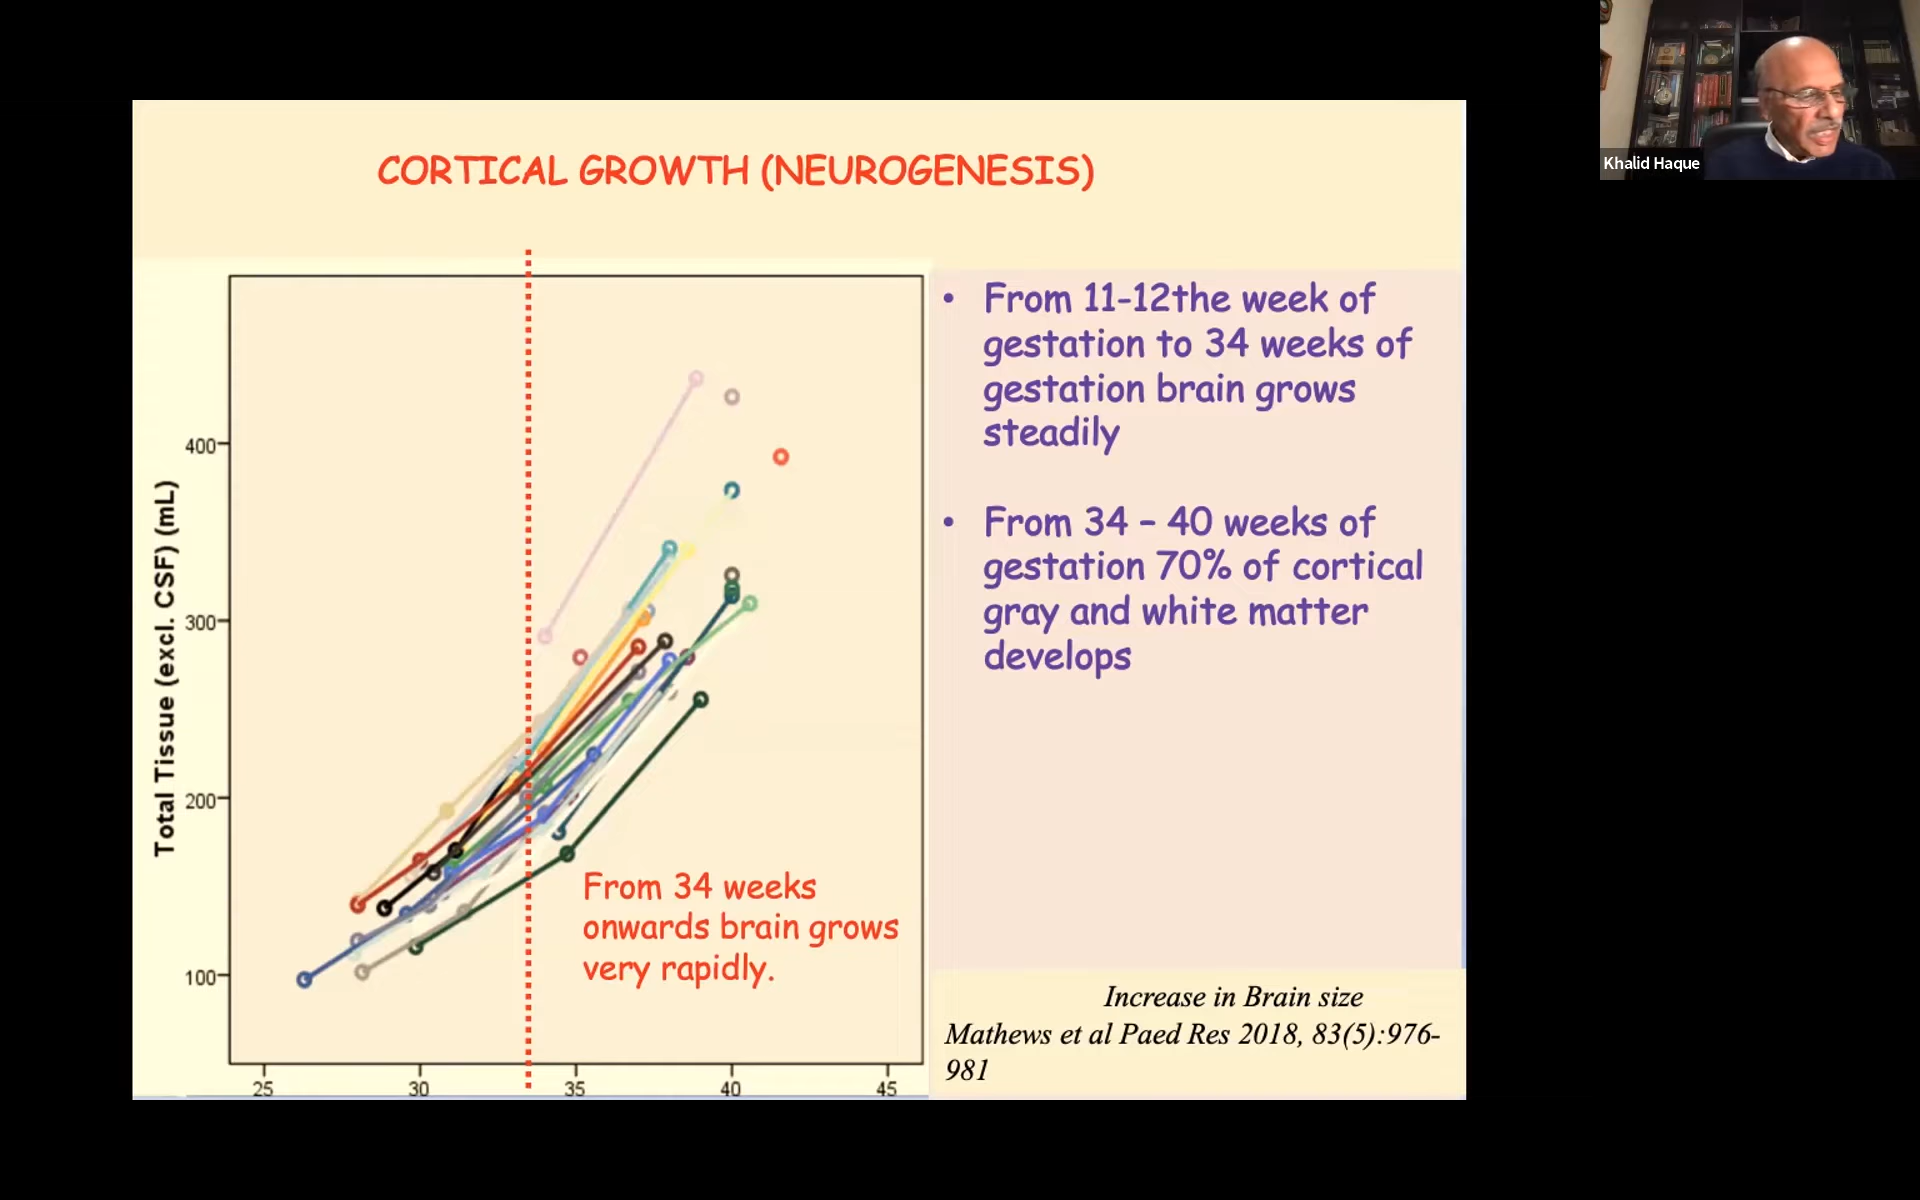 Khalid Haque
CORTICAL GROWTH (NEUROGENESIS)
Total Tissue (excl. CSF) (mL)
400
300
200
100
25
30
35
40
45
From 34 weeks
onwards brain grows
very rapidly.
• From 11-12the week of
gestation to 34 weeks of
gestation brain grows
steadily
• From 34 – 40 weeks of
gestation 70% of cortical
gray and white matter
develops
Increase in Brain size
Mathews et al Paed Res 2018, 83(5):976-
981